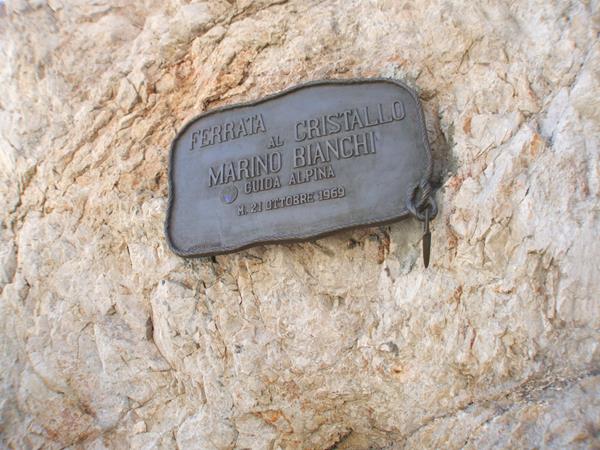 FERRATA
AL CRISTALLO
MARINO BIANCHI
GUIDA ALPINA
M. 21 OTTOBRE 1969